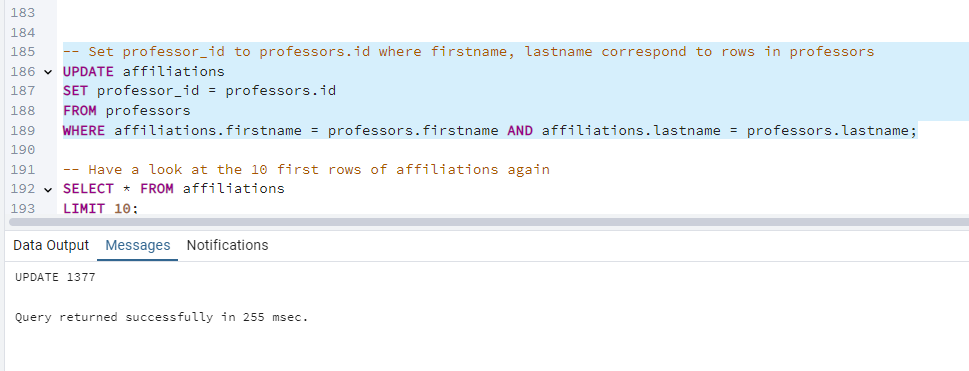 183
184
185 -- Set professor_id to professors.id where firstname, lastname correspond to rows in professors
186 UPDATE affiliations
187 SET professor_id = professors.id
188 FROM professors
189 WHERE affiliations.firstname = professors.firstname AND affiliations.lastname = professors.lastname;
190
191 -- Have a look at the 10 first rows of affiliations again
192 SELECT * FROM affiliations
193 LIMIT 10;
Data Output Messages Notifications
UPDATE 1377
Query returned successfully in 255 msec.